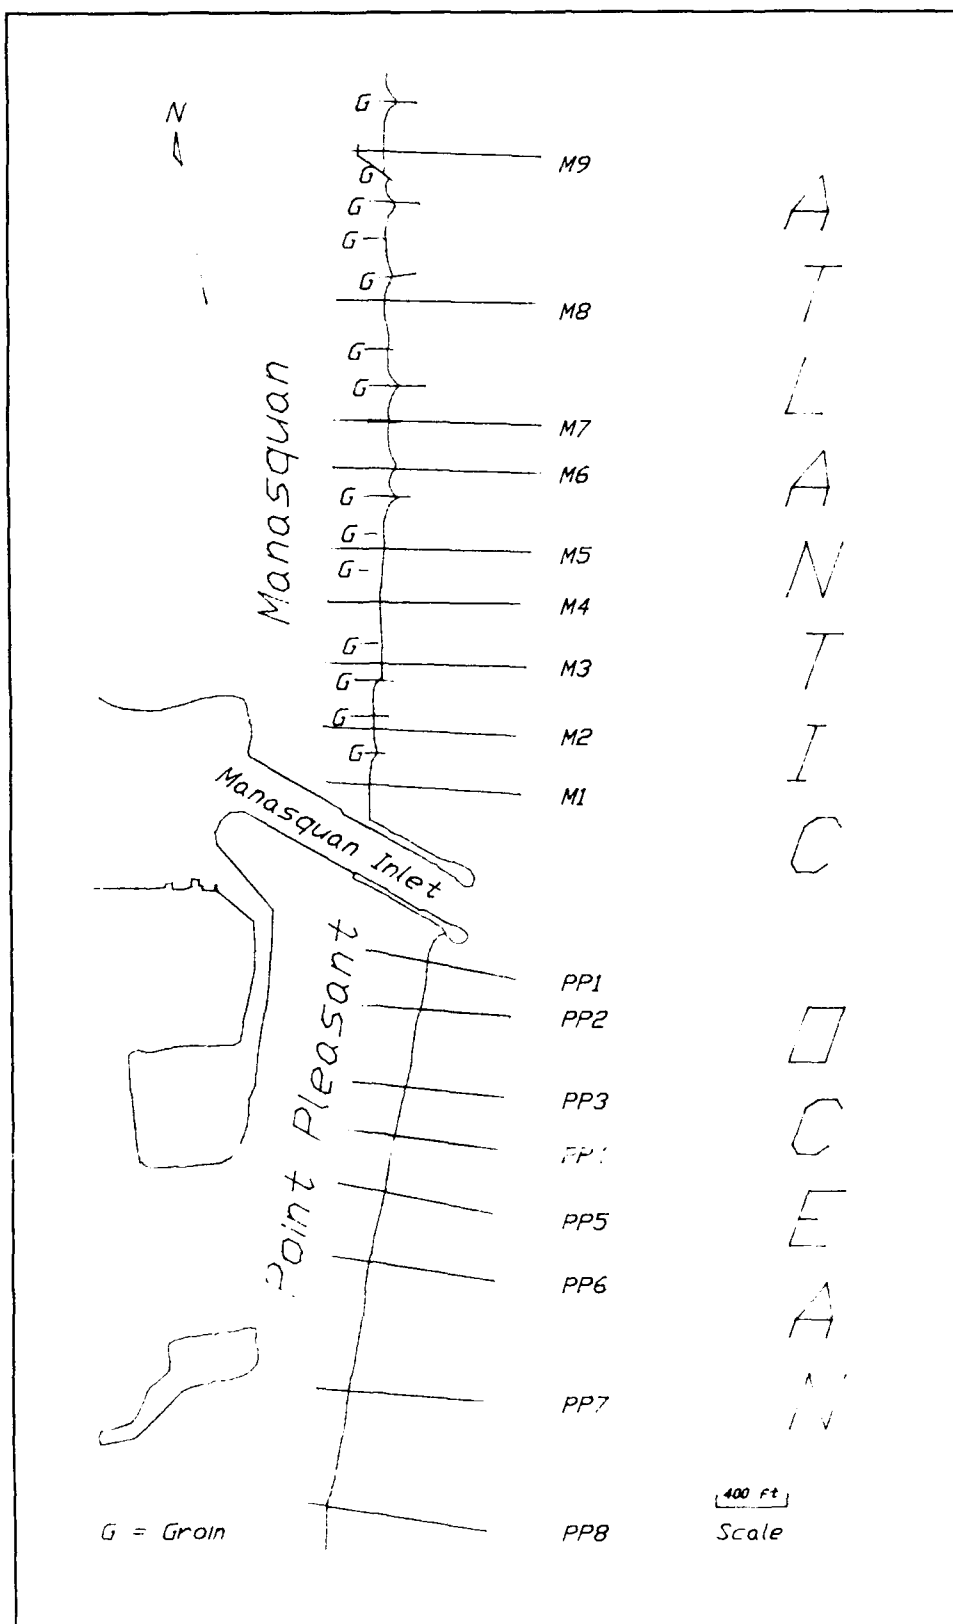 N
G
M9
G
G
G
G
M8
G
G
M7
M6
G
G
M5
G
M4
G
M3
G
G
M2
G
M1
Manasquan
Manasquan Inlet
PP1
PP2
PP3
PP5
PP6
PP7
PP8
Point Pleasant
ATLANTIC
OCEAN
400 Ft
Scale
G = Groin